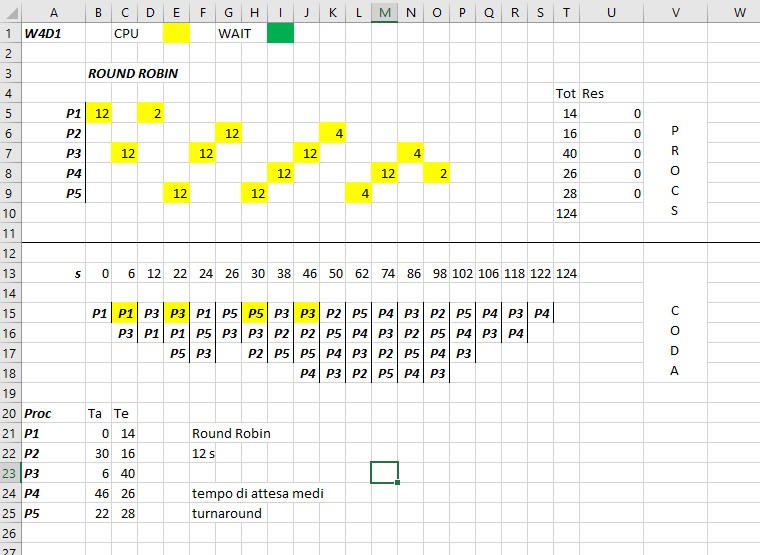 A B C D E F G H I J K L M N O P Q R S T U V W
1 W4D1 CPU WAIT
2
3 ROUND ROBIN
4 Tot Res
5 P1 12 2 14 0
6 P2 12 4 16 0 P
7 P3 12 12 12 4 40 0 R
8 P4 12 12 2 26 0 O
9 P5 12 12 4 28 0 C
10 124 S
11
12
13 s 0 6 12 22 24 26 30 38 46 50 62 74 86 98 102 106 118 122 124
14
15 P1 P1 P3 P3 P1 P5 P5 P3 P3 P2 P5 P4 P3 P2 P5 P4 P3 P4 C
16 P3 P1 P1 P5 P3 P3 P2 P2 P5 P4 P3 P2 P5 P4 P3 P4 O
17 P5 P3 P2 P5 P5 P4 P3 P2 P5 P4 P3 D
18 P4 P3 P2 P5 P4 P3 A
19
20 Proc Ta Te
21 P1 0 14 Round Robin
22 P2 30 16 12 s
23 P3 6 40
24 P4 46 26 tempo di attesa medi
25 P5 22 28 turnaround
26
27